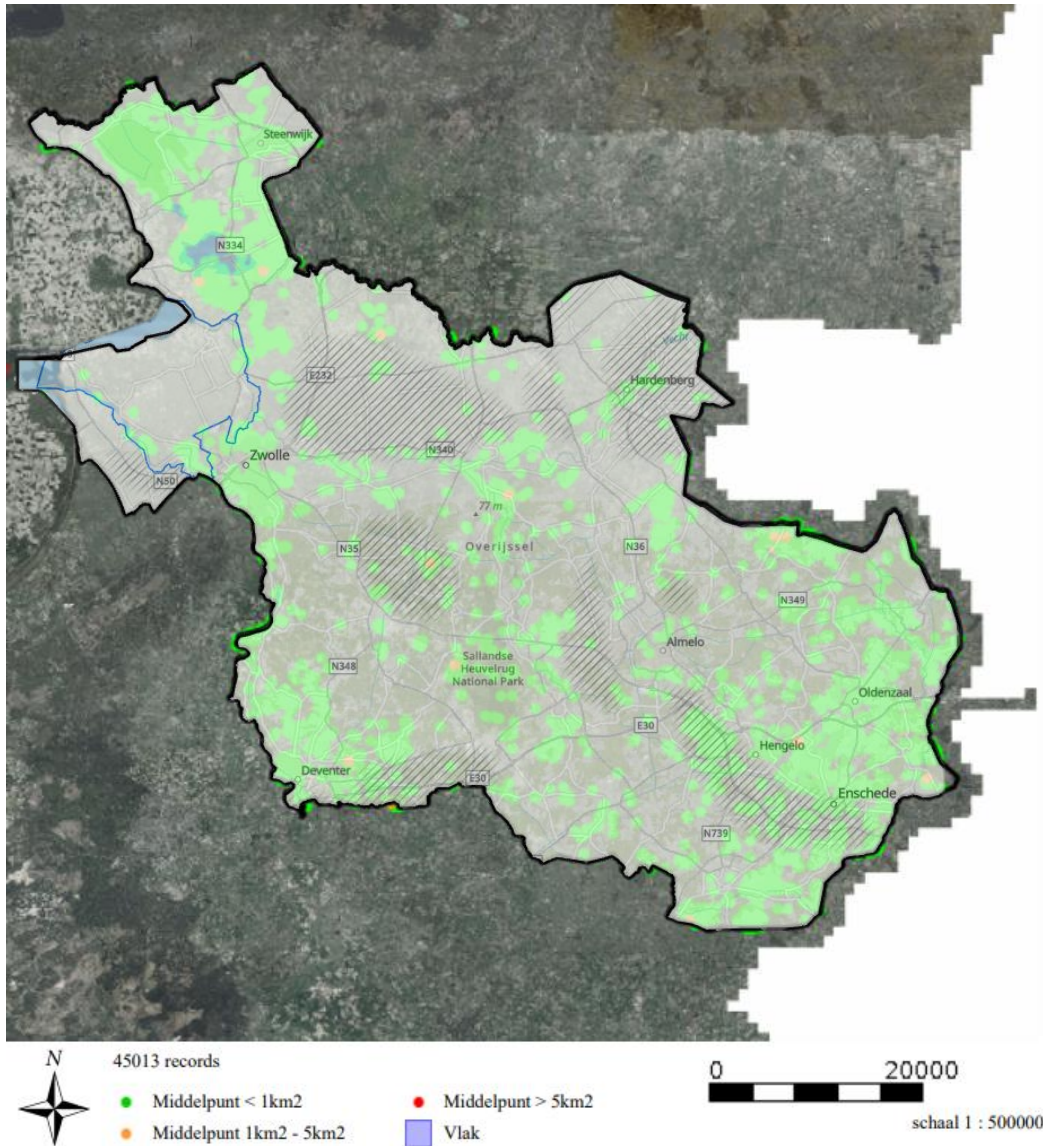 Steenwijk
N334
Vecht
E232
Hardenberg
N340
Zwolle
N50
77 m
N35
Overijssel
N36
N349
Almelo
N348
Sallandse
Heuvelrug
National Park
Oldenzaal
E30
Hengelo
Deventer
E30
Enschede
N739
N
45013 records
0 20000
Middelpunt < 1km2
Middelpunt > 5km2
Middelpunt 1km2 - 5km2
Vlak
schaal 1 : 500000